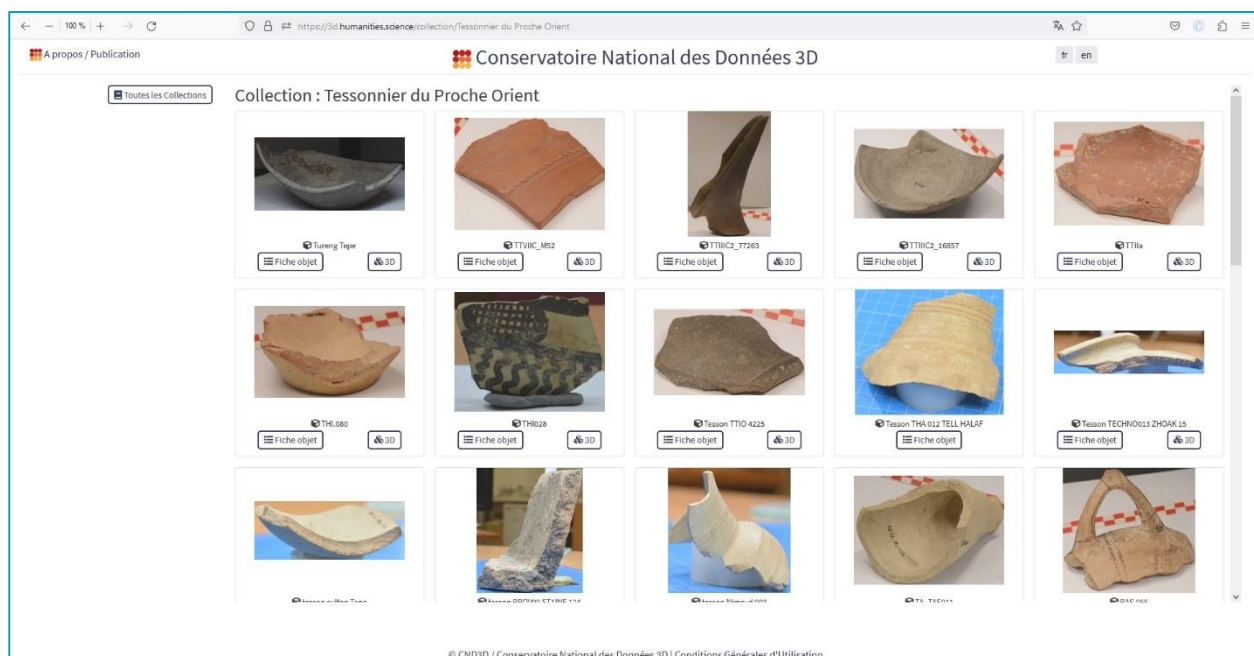 100 %
https://3d.humanities.science/collection/Tessonnier du Proche Orient
A propos / Publication
Conservatoire National des Données 3D
fr en
Toutes les Collections
Collection : Tessonnier du Proche Orient
Tureng Tepe
TTVIIC_M52
TTIIIC2_77263
TTIIIC2_16857
TTIIa
Fiche objet 3D
Fiche objet 3D
Fiche objet 3D
Fiche objet 3D
Fiche objet 3D
THI.080
THI028
Tesson TTIO 4225
Tesson THA 012 TELL HALAF
Tesson TECHNO013 ZHOAK 15
Fiche objet 3D
Fiche objet 3D
Fiche objet 3D
Fiche objet
Fiche objet 3D
© CND3D / Conservatoire National des Données 3D | Conditions Générales d'Utilisation